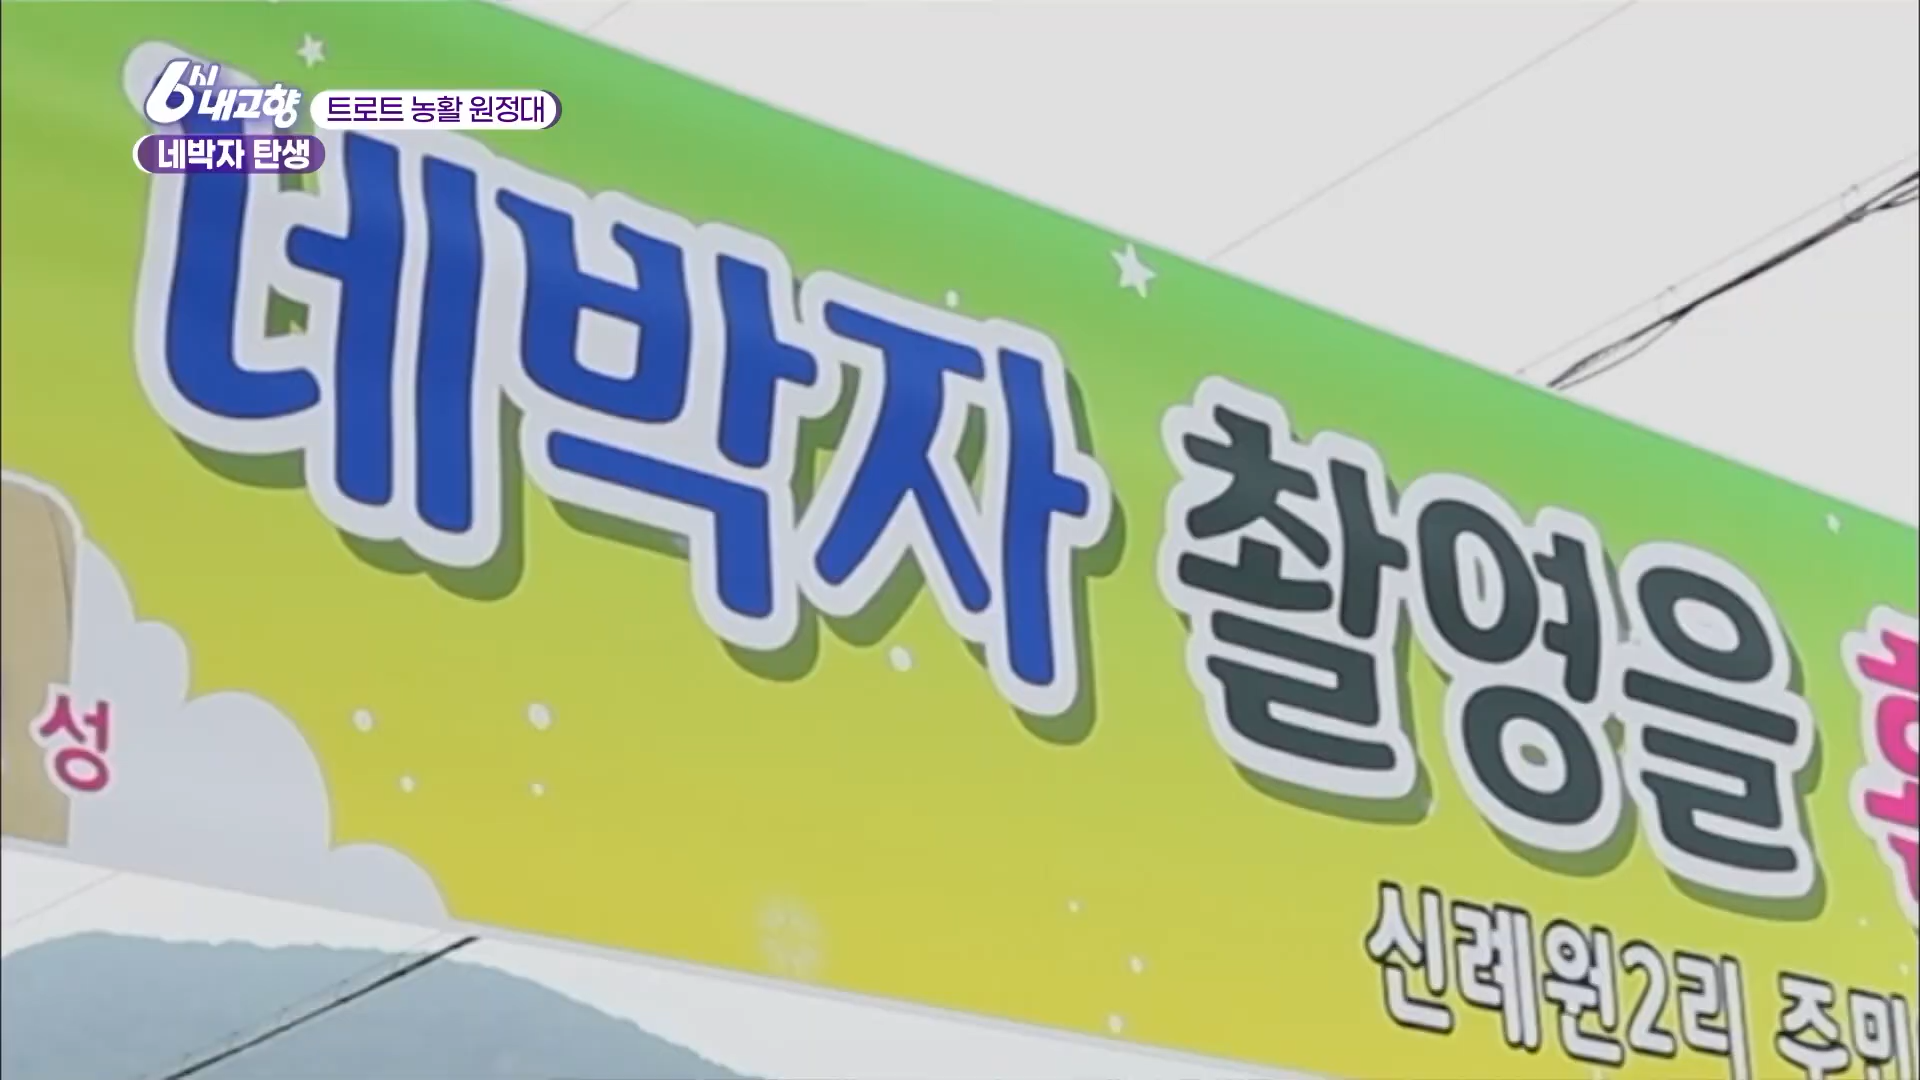 6시 내고향 트로트 농활 원정대
네박자 탄생
네박자 촬영을
성
신례원2리 주민